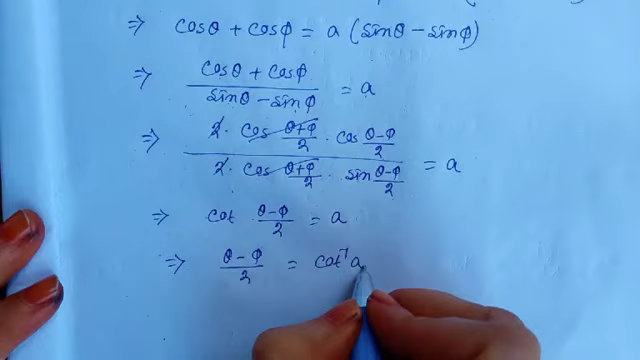 ⇒ cosθ + cosϕ = a (sinθ − sinϕ)
⇒ (cosθ + cosϕ)/(sinθ − sinϕ) = a
⇒ (2· cos (θ+ϕ)/2 · cos (θ−ϕ)/2)/(2· cos (θ+ϕ)/2 · sin (θ−ϕ)/2) = a
⇒ cot (θ−ϕ)/2 = a
⇒ (θ−ϕ)/2 = cot⁻¹a